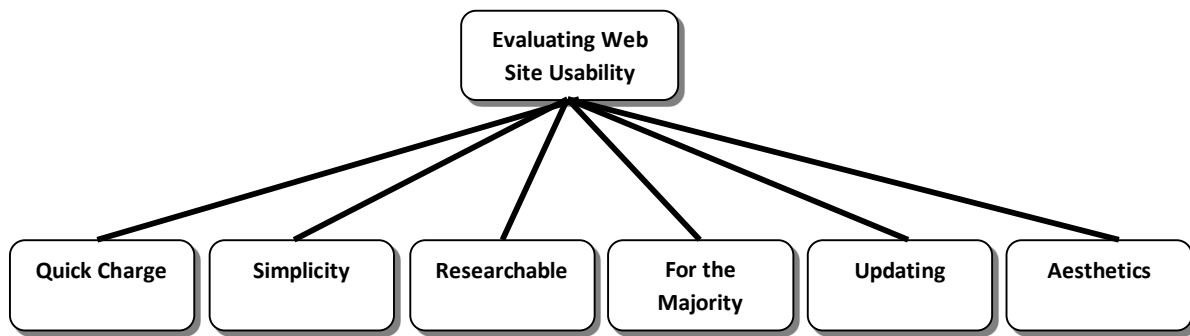 Evaluating Web
Site Usability
Quick Charge
Simplicity
Researchable
For the
Majority
Updating
Aesthetics